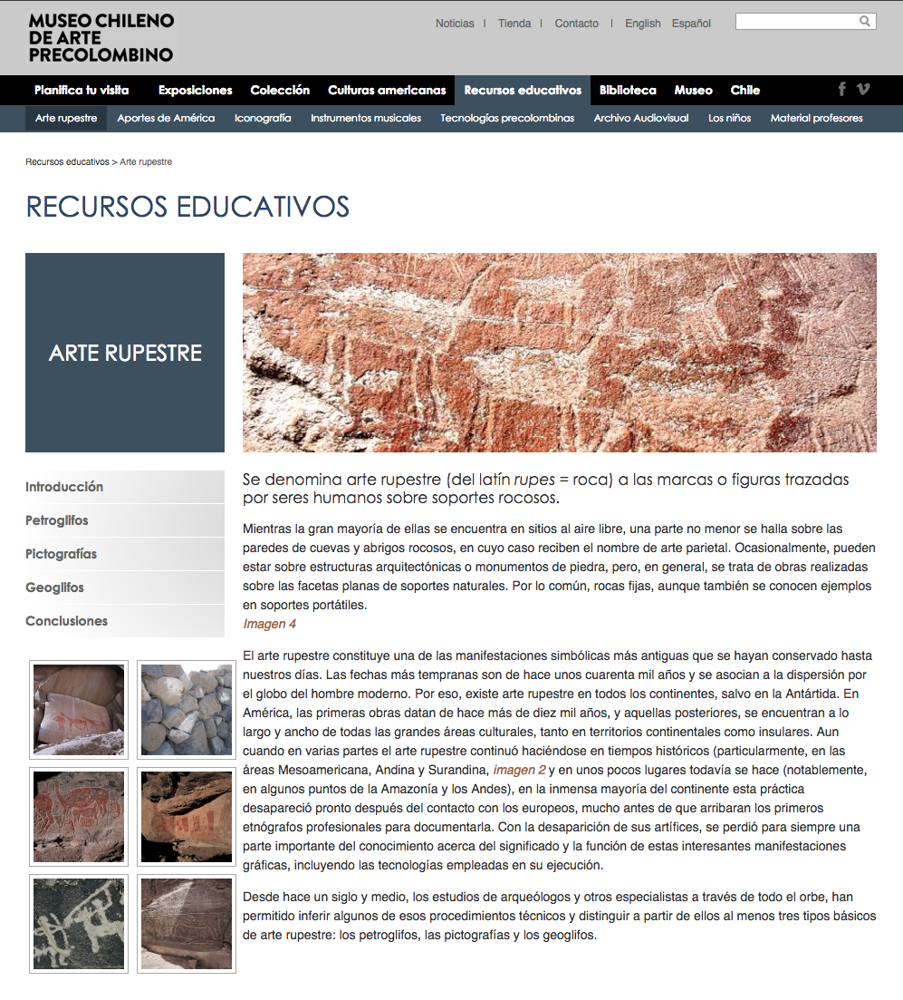 MUSEO CHILENO
DE ARTE
PRECOLOMBINO
Noticias | Tienda | Contacto | English Español
Planifica tu visita Exposiciones Colección Culturas americanas Recursos educativos Biblioteca Museo Chile
Arte rupestre Aportes de América Iconografía Instrumentos musicales Tecnologías precolombinas Archivo Audiovisual Los niños Material profesores
Recursos educativos > Arte rupestre
RECURSOS EDUCATIVOS
ARTE RUPESTRE
Introducción
Petroglifos
Pictografías
Geoglifos
Conclusiones
Se denomina arte rupestre (del latín rupes = roca) a las marcas o figuras trazadas
por seres humanos sobre soportes rocosos.
Mientras la gran mayoría de ellas se encuentra en sitios al aire libre, una parte no menor se halla sobre las
paredes de cuevas y abrigos rocosos, en cuyo caso reciben el nombre de arte parietal. Ocasionalmente, pueden
estar sobre estructuras arquitectónicas o monumentos de piedra, pero, en general, se trata de obras realizadas
sobre las facetas planas de soportes naturales. Por lo común, rocas fijas, aunque también se conocen ejemplos
en soportes portátiles.
Imagen 4
El arte rupestre constituye una de las manifestaciones simbólicas más antiguas que se hayan conservado hasta
nuestros días. Las fechas más tempranas son de hace unos cuarenta mil años y se asocian a la dispersión por
el globo del hombre moderno. Por eso, existe arte rupestre en todos los continentes, salvo en la Antártida. En
América, las primeras obras datan de hace más de diez mil años, y aquellas posteriores, se encuentran a lo
largo y ancho de todas las grandes áreas culturales, tanto en territorios continentales como insulares. Aun
cuando en varias partes el arte rupestre continuó haciéndose en tiempos históricos (particularmente, en las
áreas Mesoamericana, Andina y Surandina, imagen 2 y en unos pocos lugares todavía se hace (notablemente,
en algunos puntos de la Amazonía y los Andes), en la inmensa mayoría del continente esta práctica
desapareció pronto después del contacto con los europeos, mucho antes de que arribaran los primeros
etnógrafos profesionales para documentarla. Con la desaparición de sus artífices, se perdió para siempre una
parte importante del conocimiento acerca del significado y la función de estas interesantes manifestaciones
gráficas, incluyendo las tecnologías empleadas en su ejecución.
Desde hace un siglo y medio, los estudios de arqueólogos y otros especialistas a través de todo el orbe, han
permitido inferir algunos de esos procedimientos técnicos y distinguir a partir de ellos al menos tres tipos básicos
de arte rupestre: los petroglifos, las pictografías y los geoglifos.